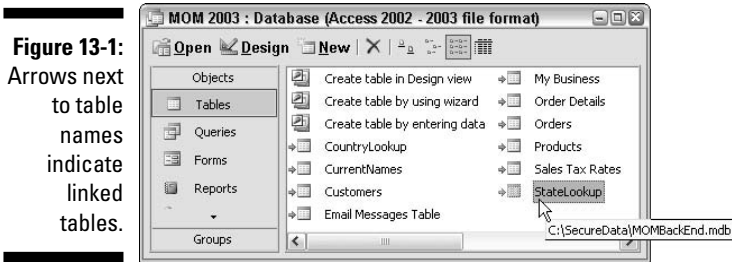 Figure 13-1:
Arrows next
to table
names
indicate
linked
tables.
MOM 2003 : Database (Access 2002 - 2003 file format)
Open Design New
Objects
Tables
Queries
Forms
Reports
Groups
Create table in Design view
Create table by using wizard
Create table by entering data
CountryLookup
CurrentNames
Customers
Email Messages Table
My Business
Order Details
Orders
Products
Sales Tax Rates
StateLookup
C:\SecureData\MOMBackEnd.mdb